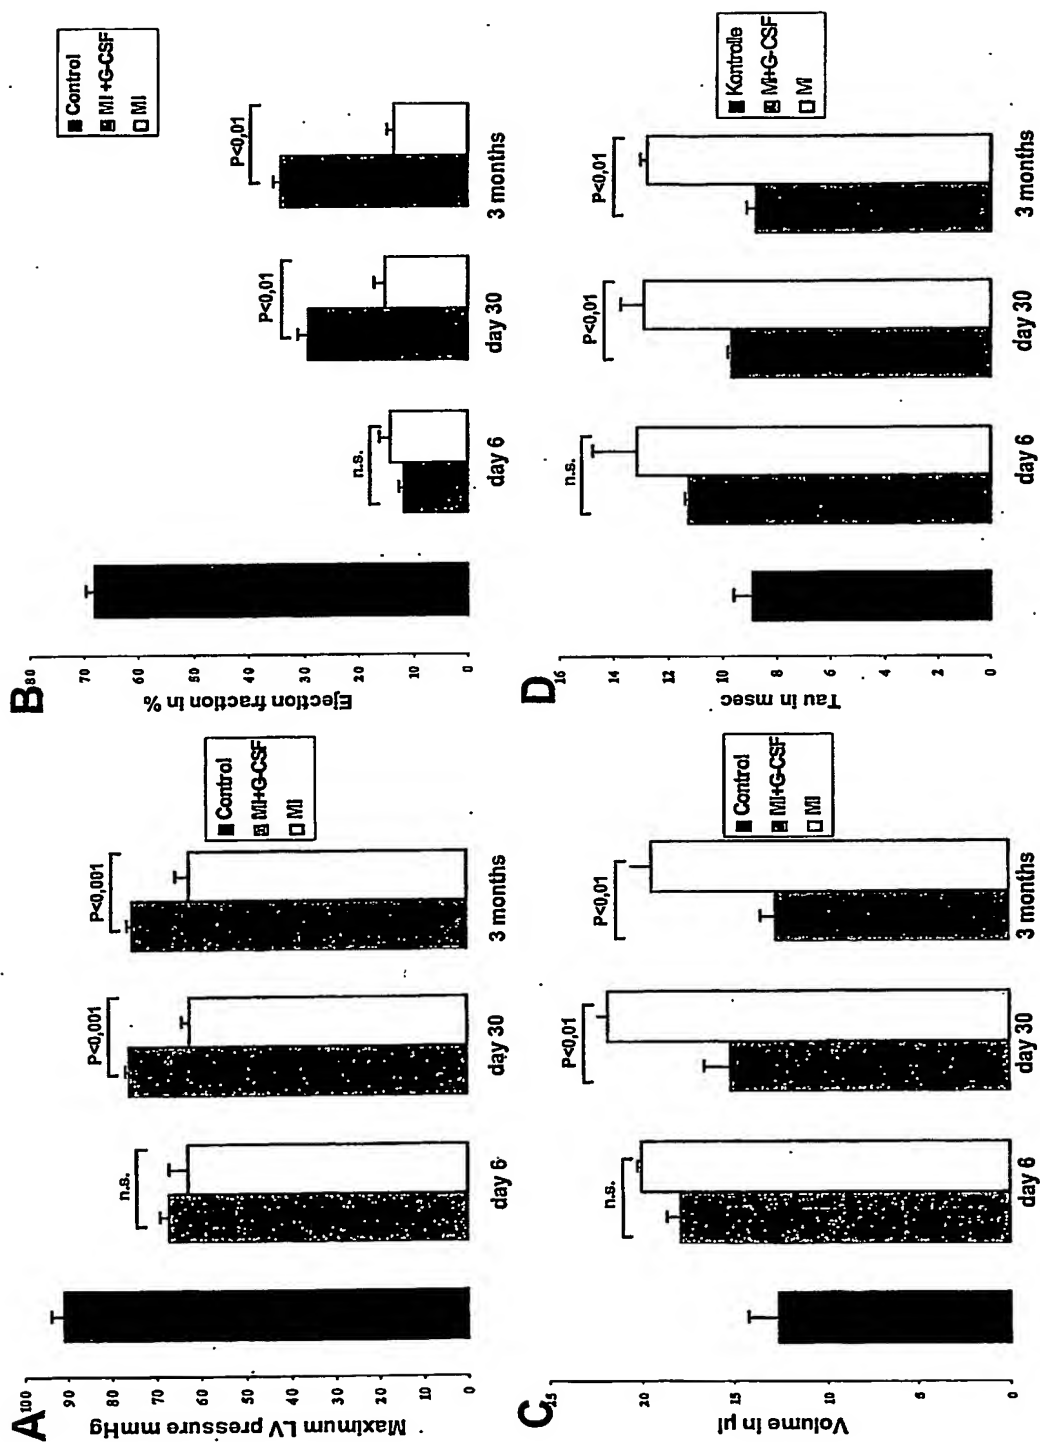 A
Maximum LV pressure mmHg
100
90
80
70
60
50
40
30
20
10
0
n.s.
P<0,001
P<0,001
day 6
day 30
3 months
Control
MI+G-CSF
MI
B
Ejection fraction in %
80
70
60
50
40
30
20
10
0
n.s.
P<0,01
P<0,01
day 6
day 30
3 months
Control
MI+G-CSF
MI
C
Volume in µl
25
20
15
10
5
0
n.s.
P<0,01
P<0,01
day 6
day 30
3 months
Control
MI+G-CSF
MI
D
Tau in msec
16
14
12
10
8
6
4
2
0
n.s.
P<0,01
P<0,01
day 6
day 30
3 months
Kontrolle
MI+G-CSF
MI